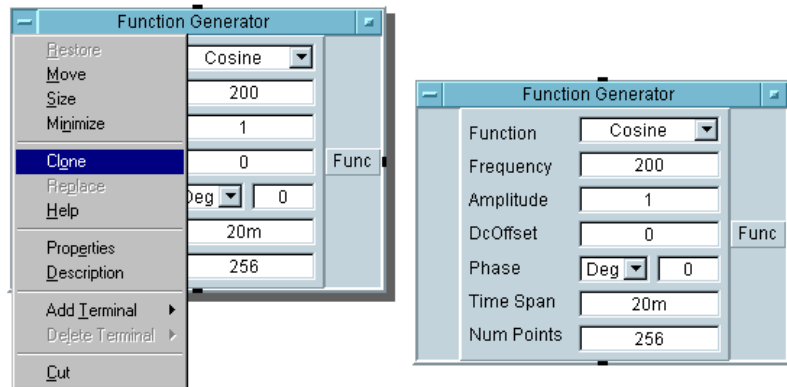 Function Generator
Restore
Move
Size
Minimize
Clone
Replace
Help
Properties
Description
Add Terminal
Delete Terminal
Cut
Cosine
200
1
0
Deg 0
20m
256
Func
Function Generator
Function Cosine
Frequency 200
Amplitude 1
DcOffset 0
Phase Deg 0
Time Span 20m
Num Points 256
Func